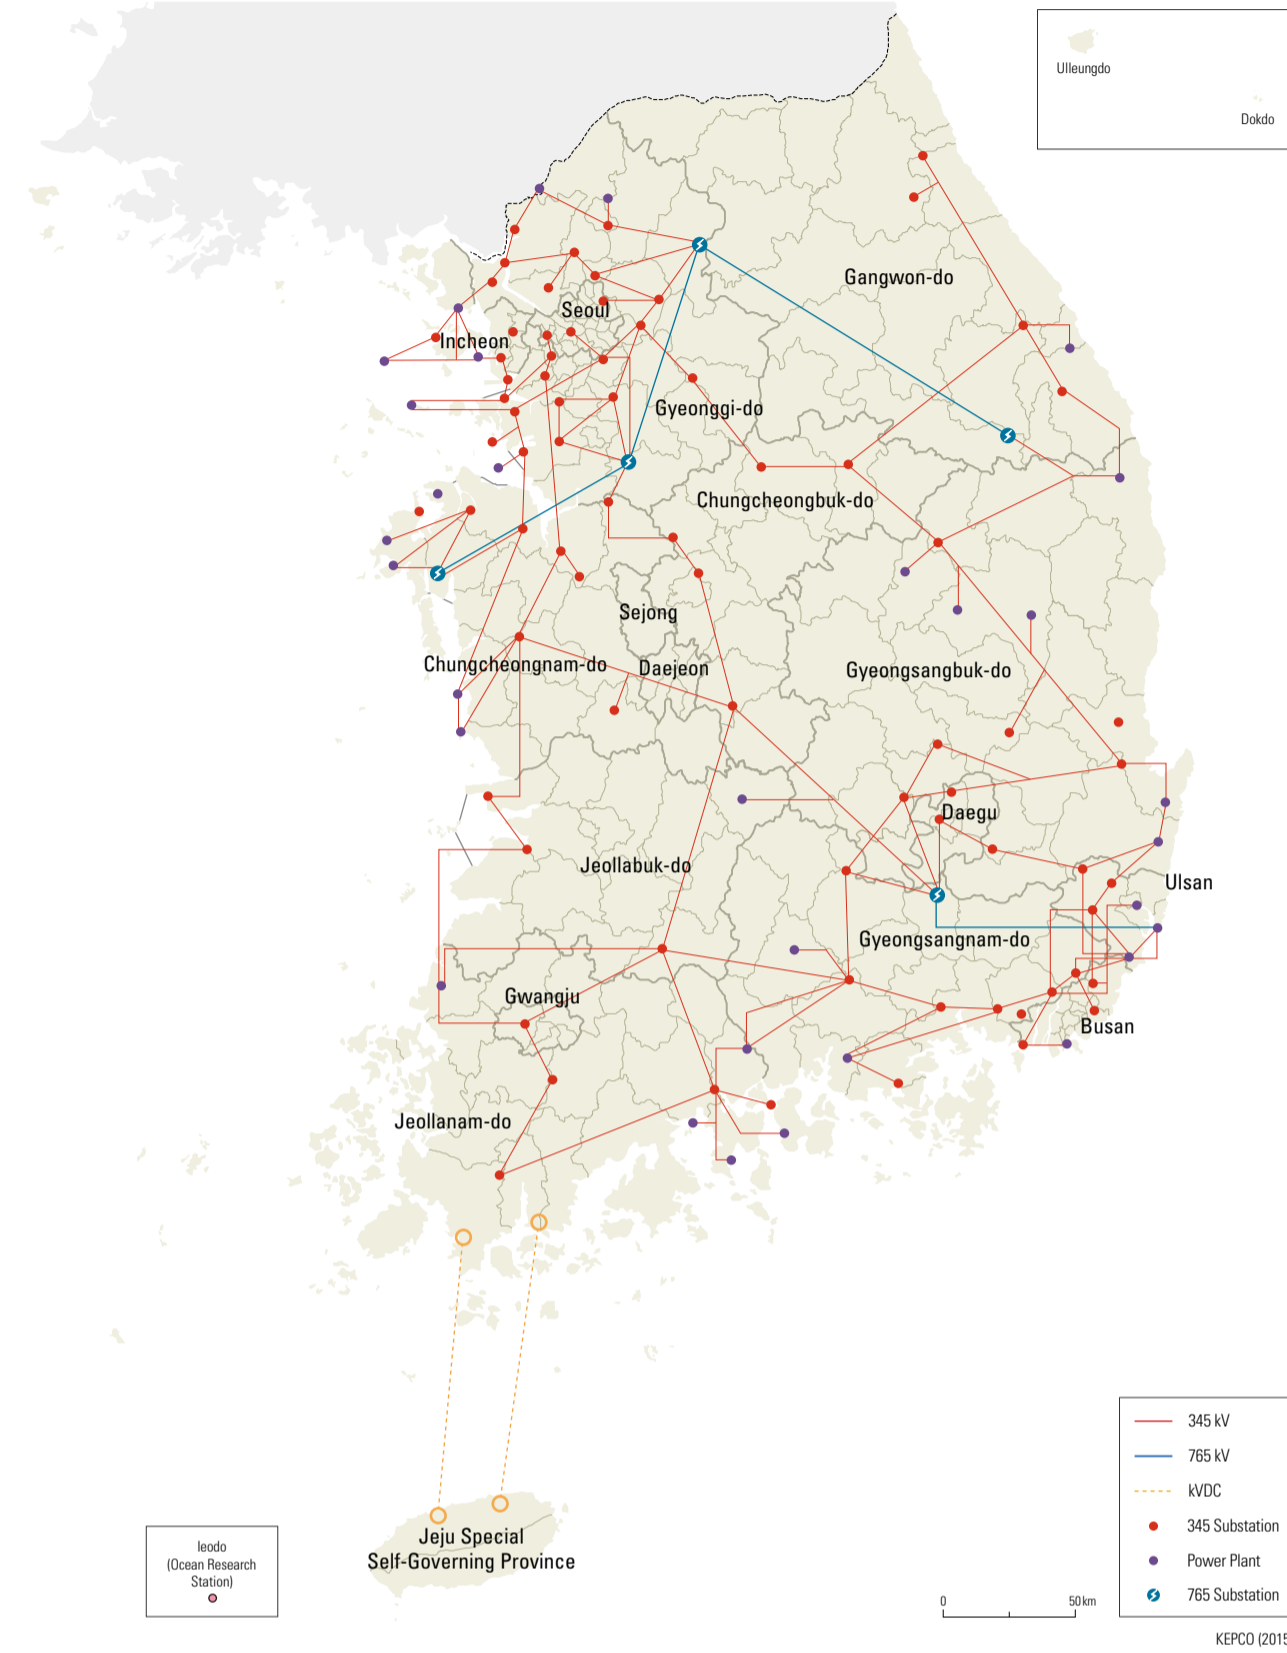 Ulleungdo
Dokdo
Gangwon-do
Seoul
Incheon
Gyeonggi-do
Chungcheongbuk-do
Sejong
Chungcheongnam-do
Daejeon
Gyeongsangbuk-do
Daegu
Jeollabuk-do
Ulsan
Gyeongsangnam-do
Gwangju
Busan
Jeollanam-do
345 kV
765 kV
kVDC
345 Substation
Power Plant
765 Substation
Jeju Special
Self-Governing Province
Ieodo
(Ocean Research
Station)
0 50km
KEPCO (2015